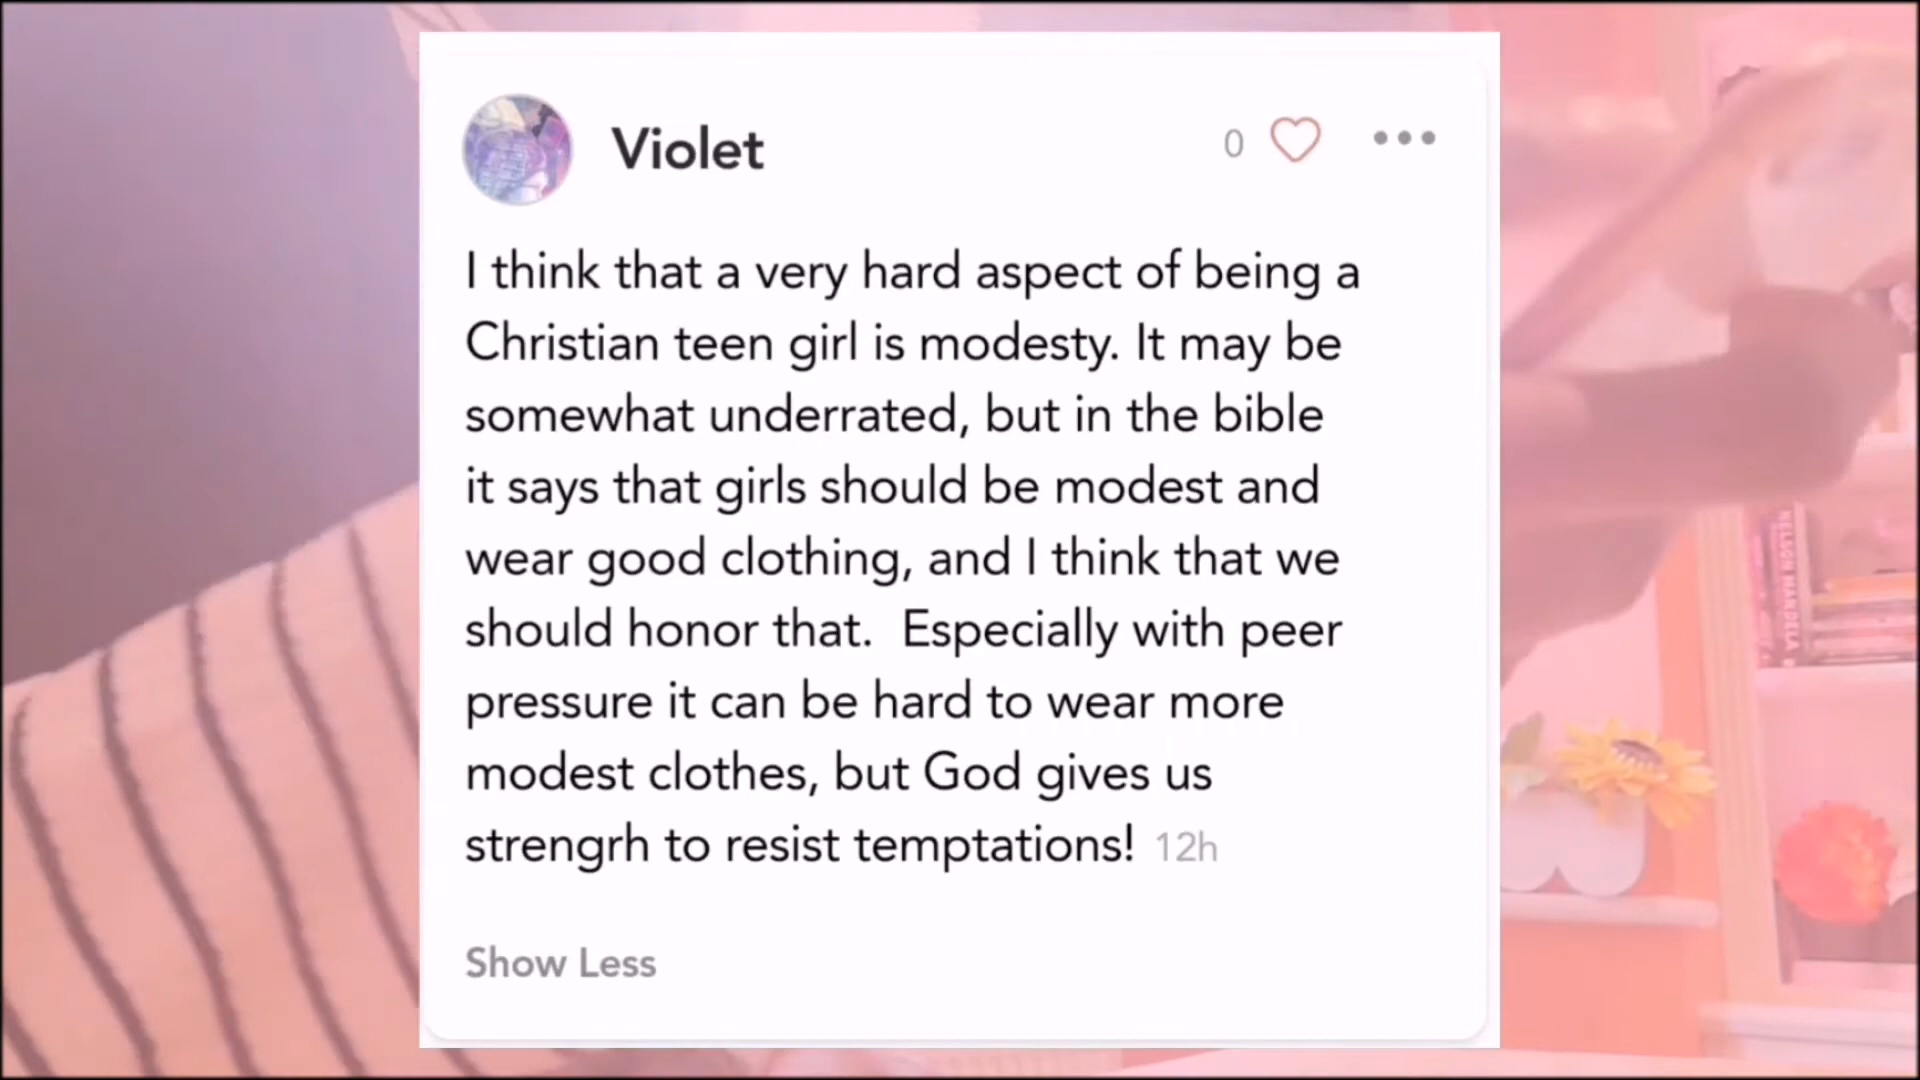 Violet
0
I think that a very hard aspect of being a
Christian teen girl is modesty. It may be
somewhat underrated, but in the bible
it says that girls should be modest and
wear good clothing, and I think that we
should honor that.  Especially with peer
pressure it can be hard to wear more
modest clothes, but God gives us
strengrh to resist temptations! 12h
Show Less
NELSON MANDELA